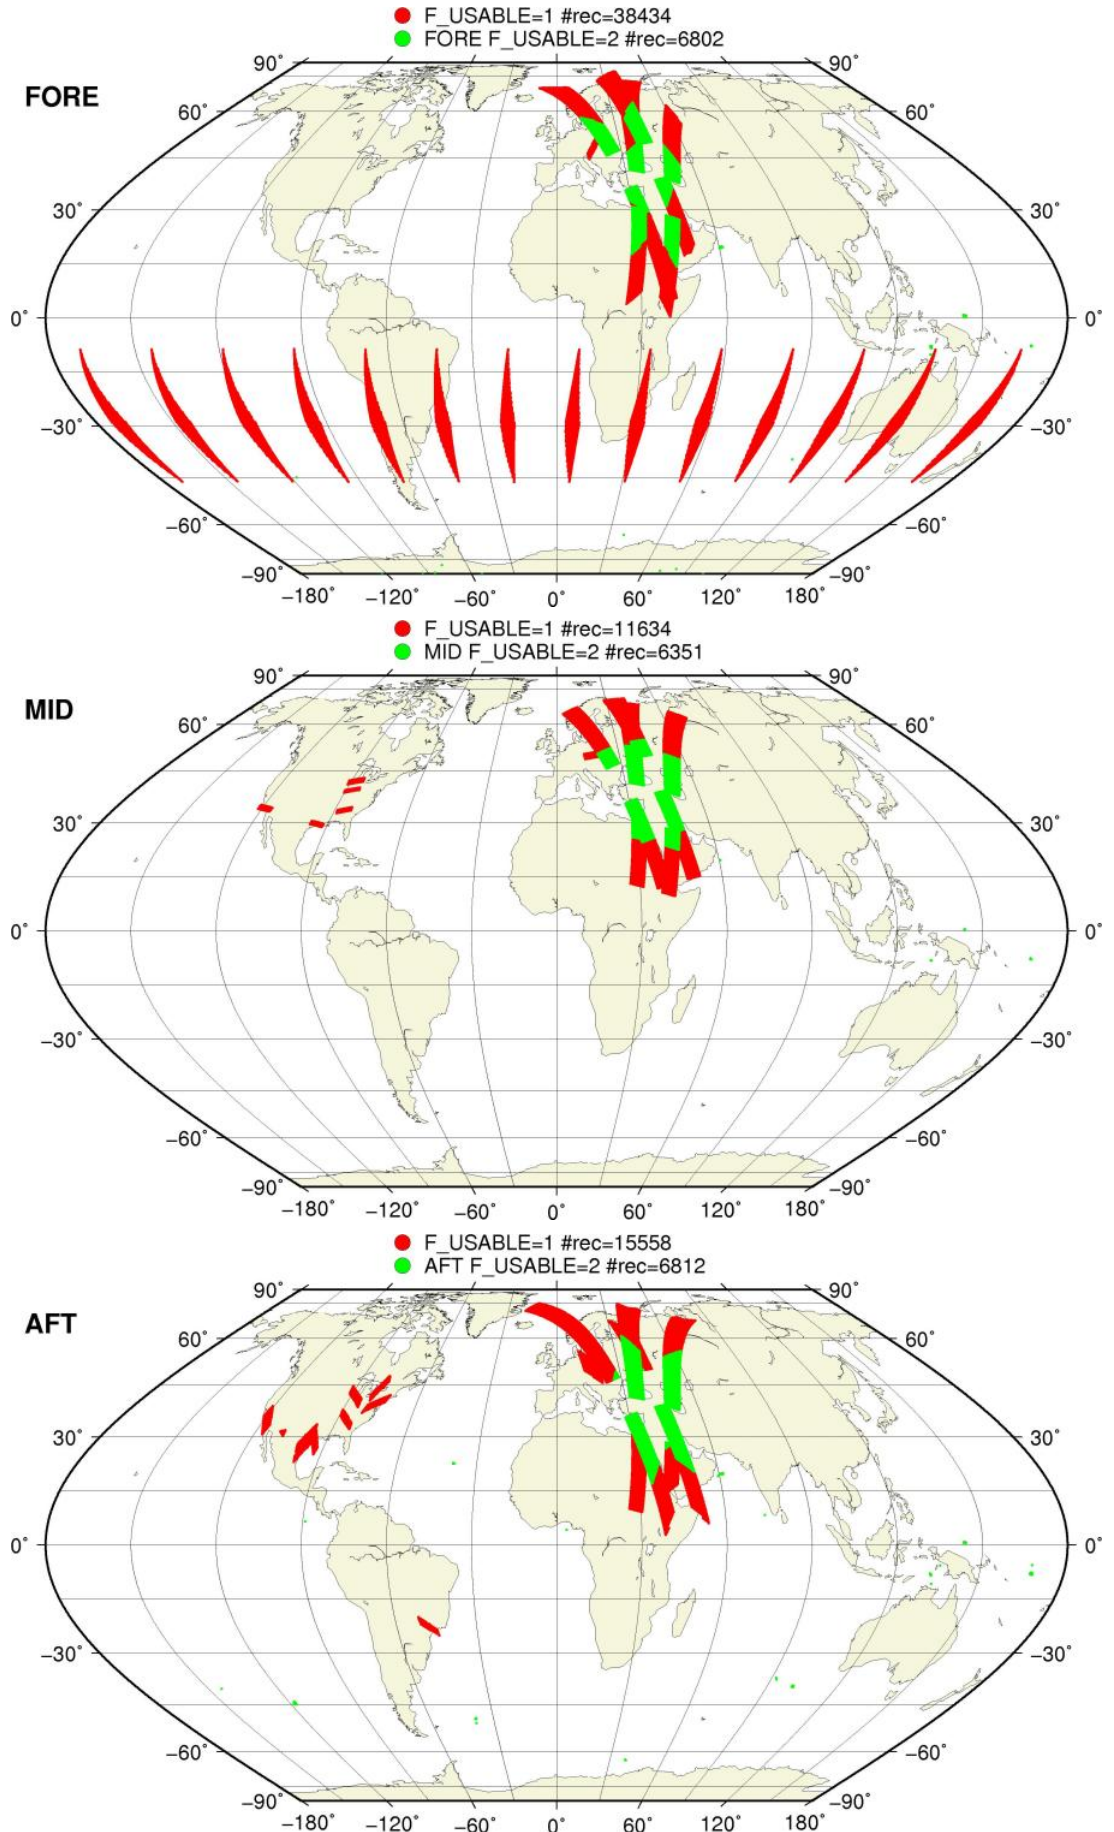 F_USABLE=1 #rec=38434
FORE F_USABLE=2 #rec=6802
FORE
90˚ 90˚
60˚ 60˚
30˚ 30˚
0˚ 0˚
−30˚ −30˚
−60˚ −60˚
−90˚ −90˚
−180˚ −120˚ −60˚ 0˚ 60˚ 120˚ 180˚
F_USABLE=1 #rec=11634
MID F_USABLE=2 #rec=6351
MID
90˚ 90˚
60˚ 60˚
30˚ 30˚
0˚ 0˚
−30˚ −30˚
−60˚ −60˚
−90˚ −90˚
−180˚ −120˚ −60˚ 0˚ 60˚ 120˚ 180˚
F_USABLE=1 #rec=15558
AFT F_USABLE=2 #rec=6812
AFT
90˚ 90˚
60˚ 60˚
30˚ 30˚
0˚ 0˚
−30˚ −30˚
−60˚ −60˚
−90˚ −90˚
−180˚ −120˚ −60˚ 0˚ 60˚ 120˚ 180˚